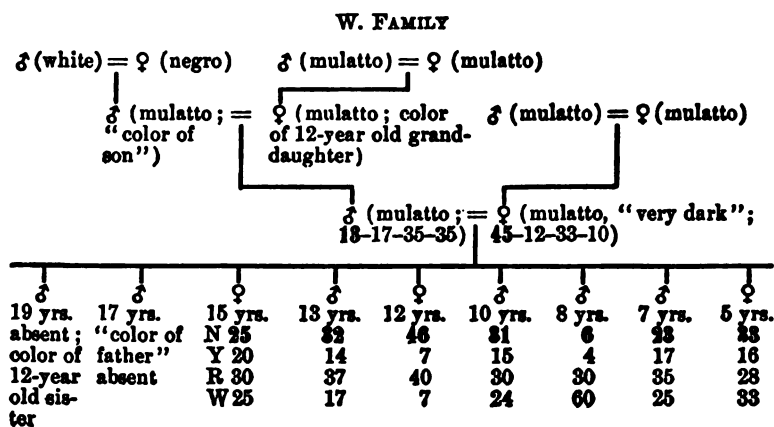 W. FAMILY
♂ (white) = ♀ (negro) ♂ (mulatto) = ♀ (mulatto)
♂ (mulatto ; = ♀ (mulatto ; color ♂ (mulatto) = ♀ (mulatto)
“color of of 12-year old grand-
son”) daughter)
♂ (mulatto ; = ♀ (mulatto, “very dark” ;
13–17–35–35) 45–12–33–10)
♂ ♂ ♀ ♂ ♀ ♂ ♂ ♂ ♀
19 yrs. 17 yrs. 15 yrs. 13 yrs. 12 yrs. 10 yrs. 8 yrs. 7 yrs. 5 yrs.
absent ; “color of N 25 32 46 31 6 23 33
color of father” Y 20 14 7 15 4 17 16
12-year absent R 30 37 40 30 30 35 28
old sis- W 25 17 7 24 60 25 33
ter